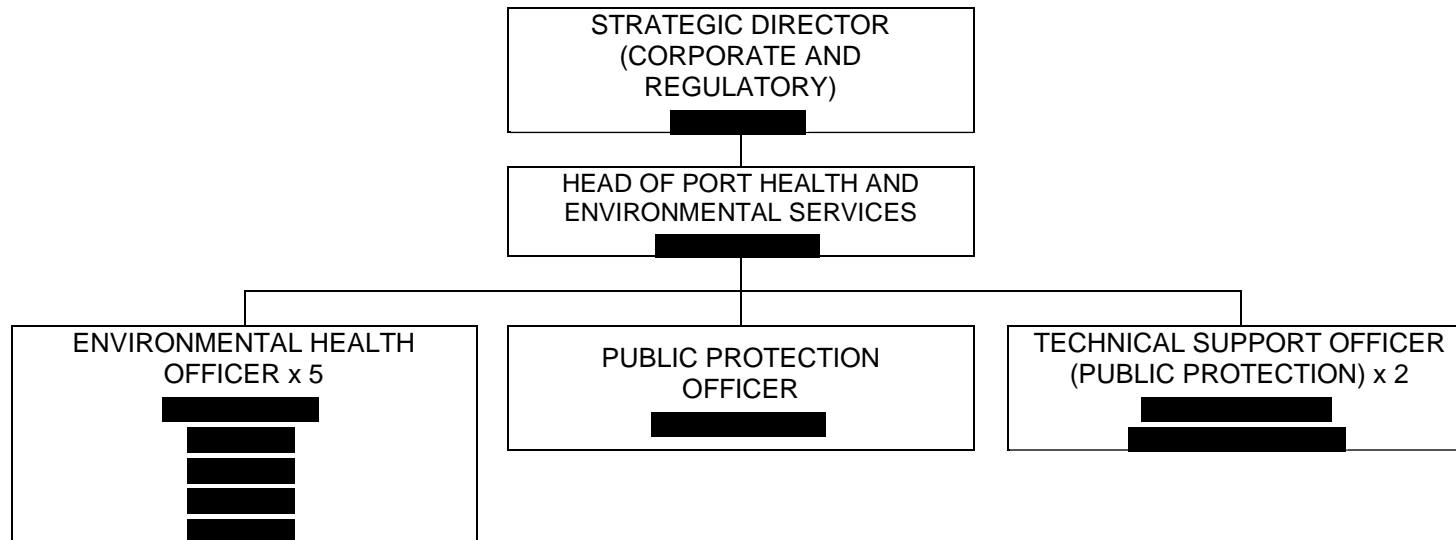 STRATEGIC DIRECTOR
(CORPORATE AND
REGULATORY)
HEAD OF PORT HEALTH AND
ENVIRONMENTAL SERVICES
ENVIRONMENTAL HEALTH
OFFICER x 5
PUBLIC PROTECTION
OFFICER
TECHNICAL SUPPORT OFFICER
(PUBLIC PROTECTION) x 2